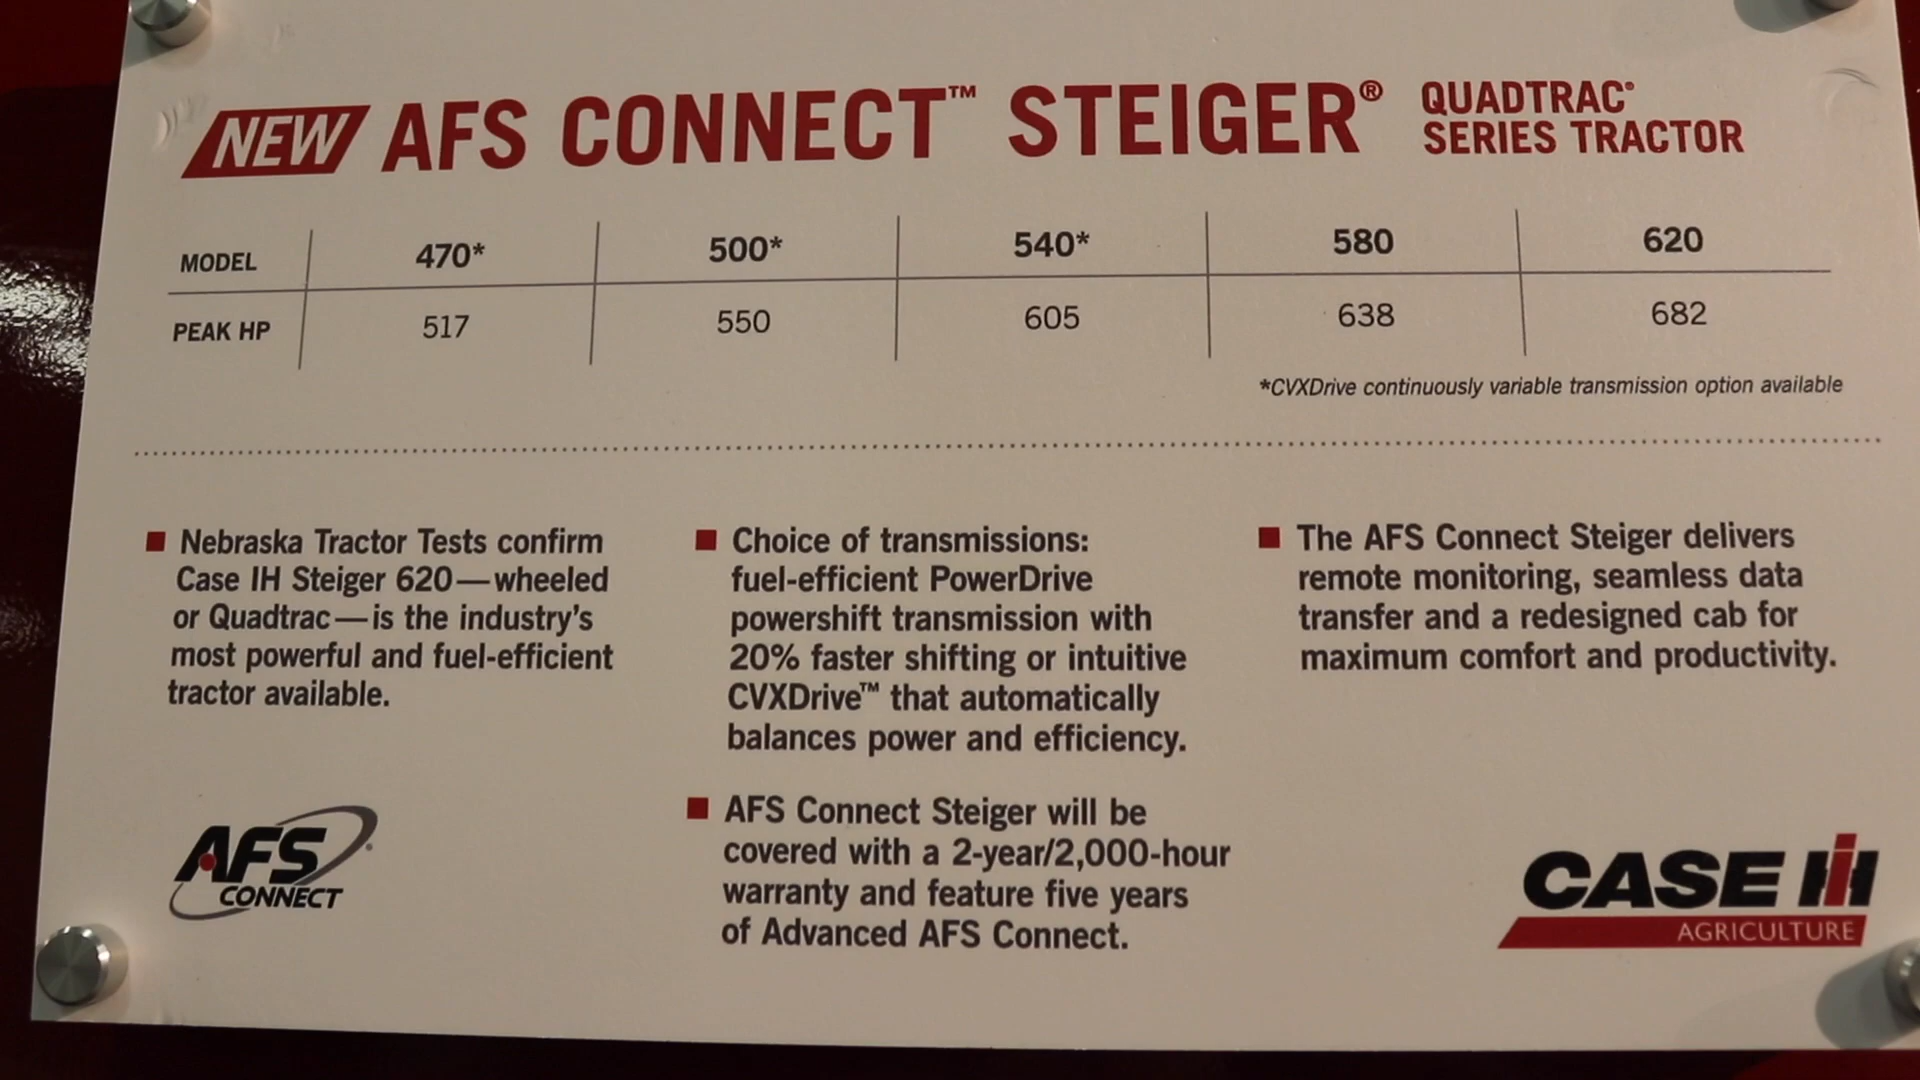 NEW AFS CONNECT™ STEIGER® QUADTRAC®
SERIES TRACTOR
MODEL 470* 500* 540* 580 620
PEAK HP 517 550 605 638 682
*CVXDrive continuously variable transmission option available
■ Nebraska Tractor Tests confirm
Case IH Steiger 620—wheeled
or Quadtrac—is the industry's
most powerful and fuel-efficient
tractor available.
■ Choice of transmissions:
fuel-efficient PowerDrive
powershift transmission with
20% faster shifting or intuitive
CVXDrive™ that automatically
balances power and efficiency.
■ AFS Connect Steiger will be
covered with a 2-year/2,000-hour
warranty and feature five years
of Advanced AFS Connect.
■ The AFS Connect Steiger delivers
remote monitoring, seamless data
transfer and a redesigned cab for
maximum comfort and productivity.
AFS
CONNECT
CASE IH
AGRICULTURE